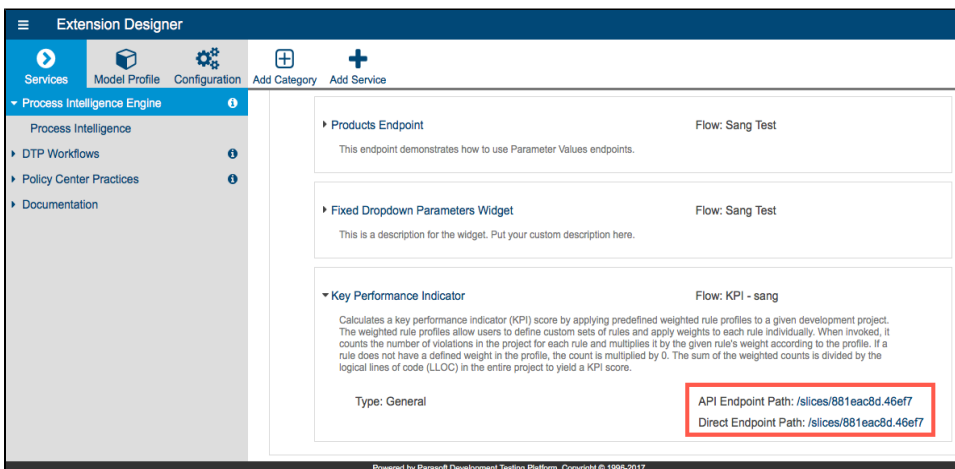 Extension Designer
Services
Model Profile
Configuration
Add Category
Add Service
Process Intelligence Engine
Process Intelligence
DTP Workflows
Policy Center Practices
Documentation
Products Endpoint
Flow: Sang Test
This endpoint demonstrates how to use Parameter Values endpoints.
Fixed Dropdown Parameters Widget
Flow: Sang Test
This is a description for the widget. Put your custom description here.
Key Performance Indicator
Flow: KPI - sang
Calculates a key performance indicator (KPI) score by applying predefined weighted rule profiles to a given development project.
The weighted rule profiles allow users to define custom sets of rules and apply weights to each rule individually. When invoked, it
counts the number of violations in the project for each rule and multiplies it by the given rule's weight according to the profile. If a
rule does not have a defined weight in the profile, the count is multiplied by 0. The sum of the weighted counts is divided by the
logical lines of code (LLOC) in the entire project to yield a KPI score.
Type: General
API Endpoint Path: /slices/881eac8d.46ef7
Direct Endpoint Path: /slices/881eac8d.46ef7
Powered by Parasoft Development Testing Platform. Copyright © 1996-2017